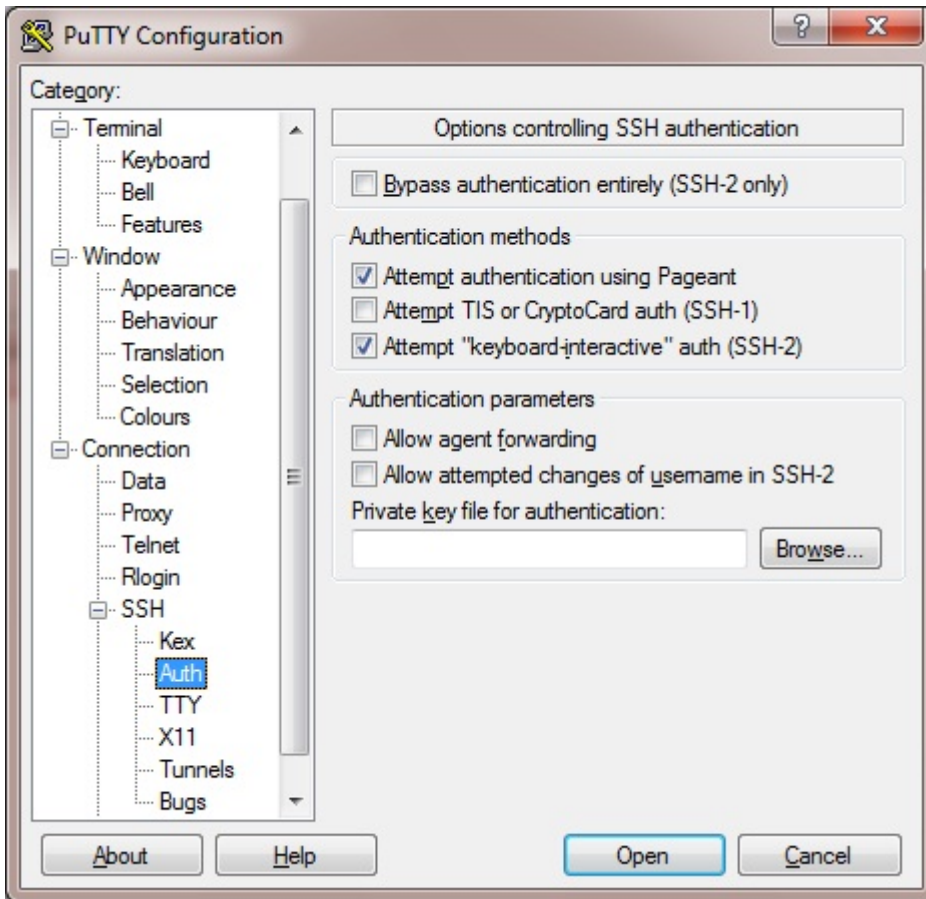 PuTTY Configuration
Category:
Terminal
Keyboard
Bell
Features
Window
Appearance
Behaviour
Translation
Selection
Colours
Connection
Data
Proxy
Telnet
Rlogin
SSH
Kex
Auth
TTY
X11
Tunnels
Bugs
Options controlling SSH authentication
Bypass authentication entirely (SSH-2 only)
Authentication methods
Attempt authentication using Pageant
Attempt TIS or CryptoCard auth (SSH-1)
Attempt "keyboard-interactive" auth (SSH-2)
Authentication parameters
Allow agent forwarding
Allow attempted changes of username in SSH-2
Private key file for authentication:
Browse...
About
Help
Open
Cancel